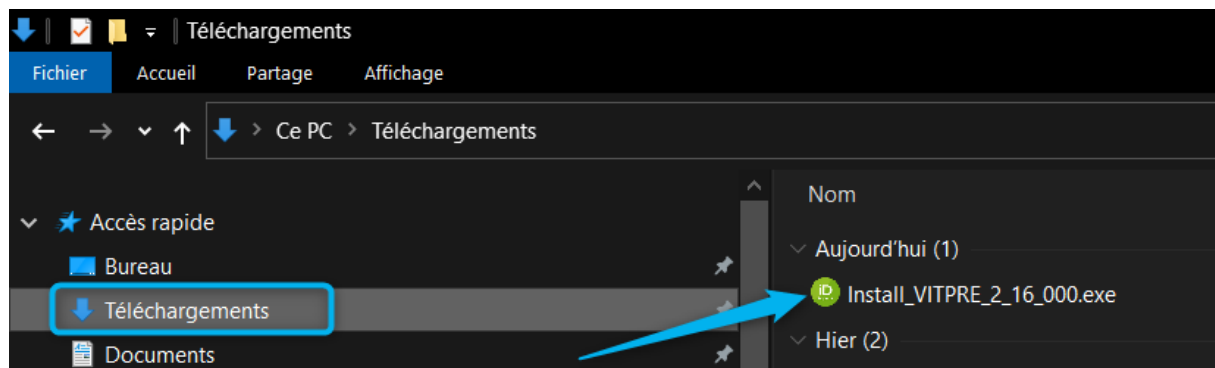 Téléchargements
Fichier Accueil Partage Affichage
Ce PC > Téléchargements
Nom
Accès rapide
Aujourd'hui (1)
Bureau
iD Install_VITPRE_2_16_000.exe
Téléchargements
Hier (2)
Documents